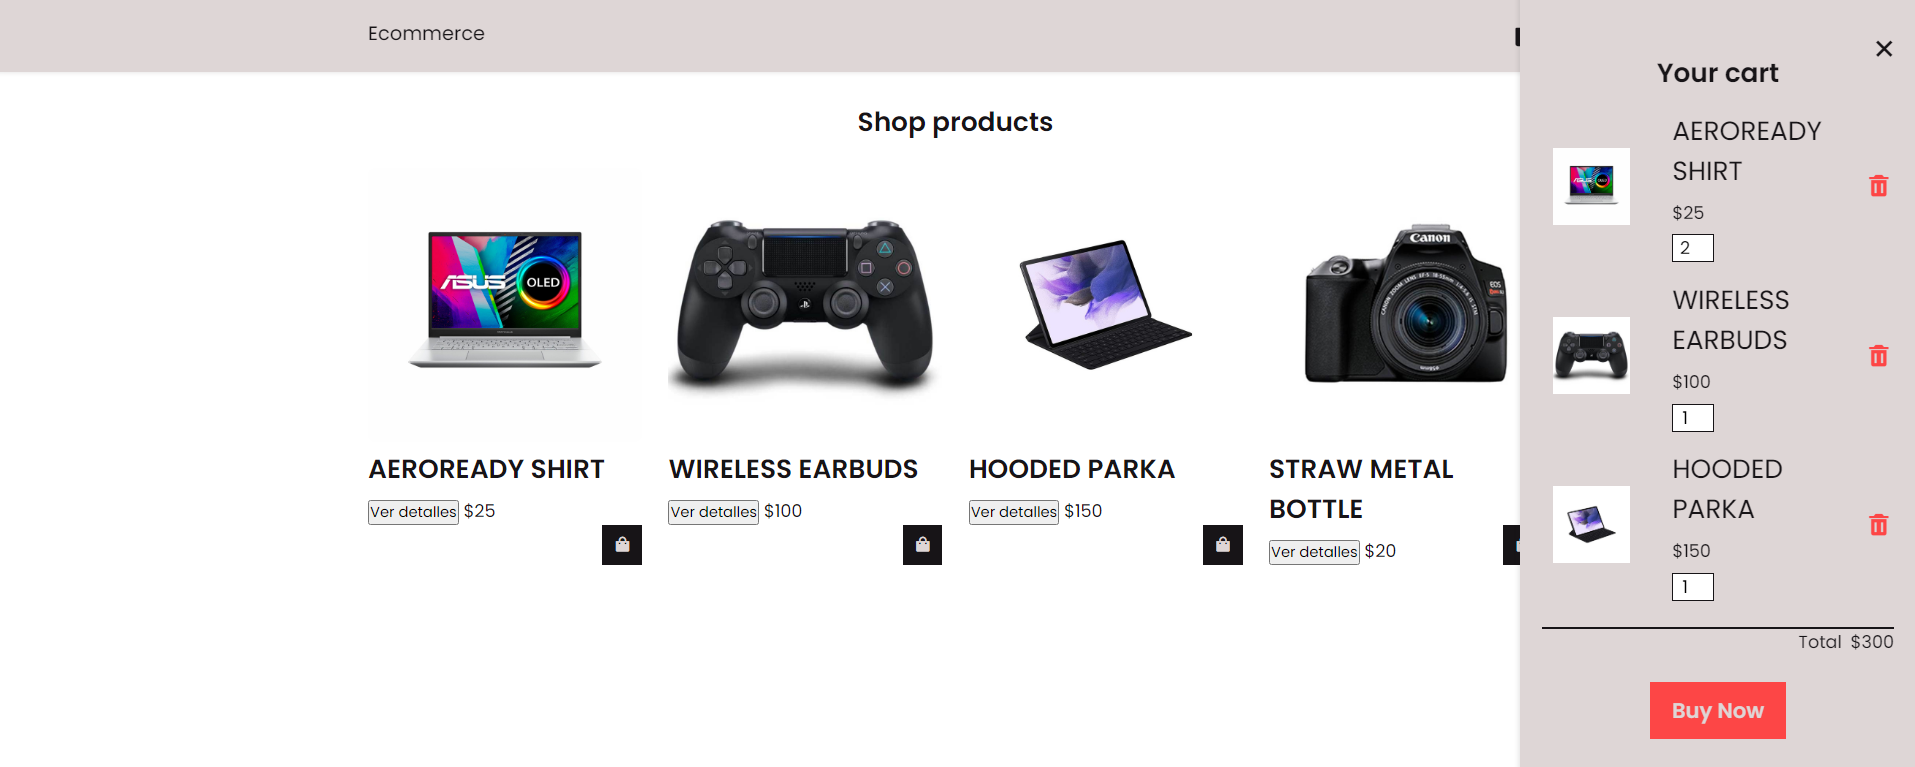 Ecommerce
Shop products
ASUS
OLED
Canon
AEROREADY SHIRT
Ver detalles $25
WIRELESS EARBUDS
Ver detalles $100
HOODED PARKA
Ver detalles $150
STRAW METAL
BOTTLE
Ver detalles $20
Your cart
AEROREADY
SHIRT
$25
2
WIRELESS
EARBUDS
$100
1
HOODED
PARKA
$150
1
Total $300
Buy Now